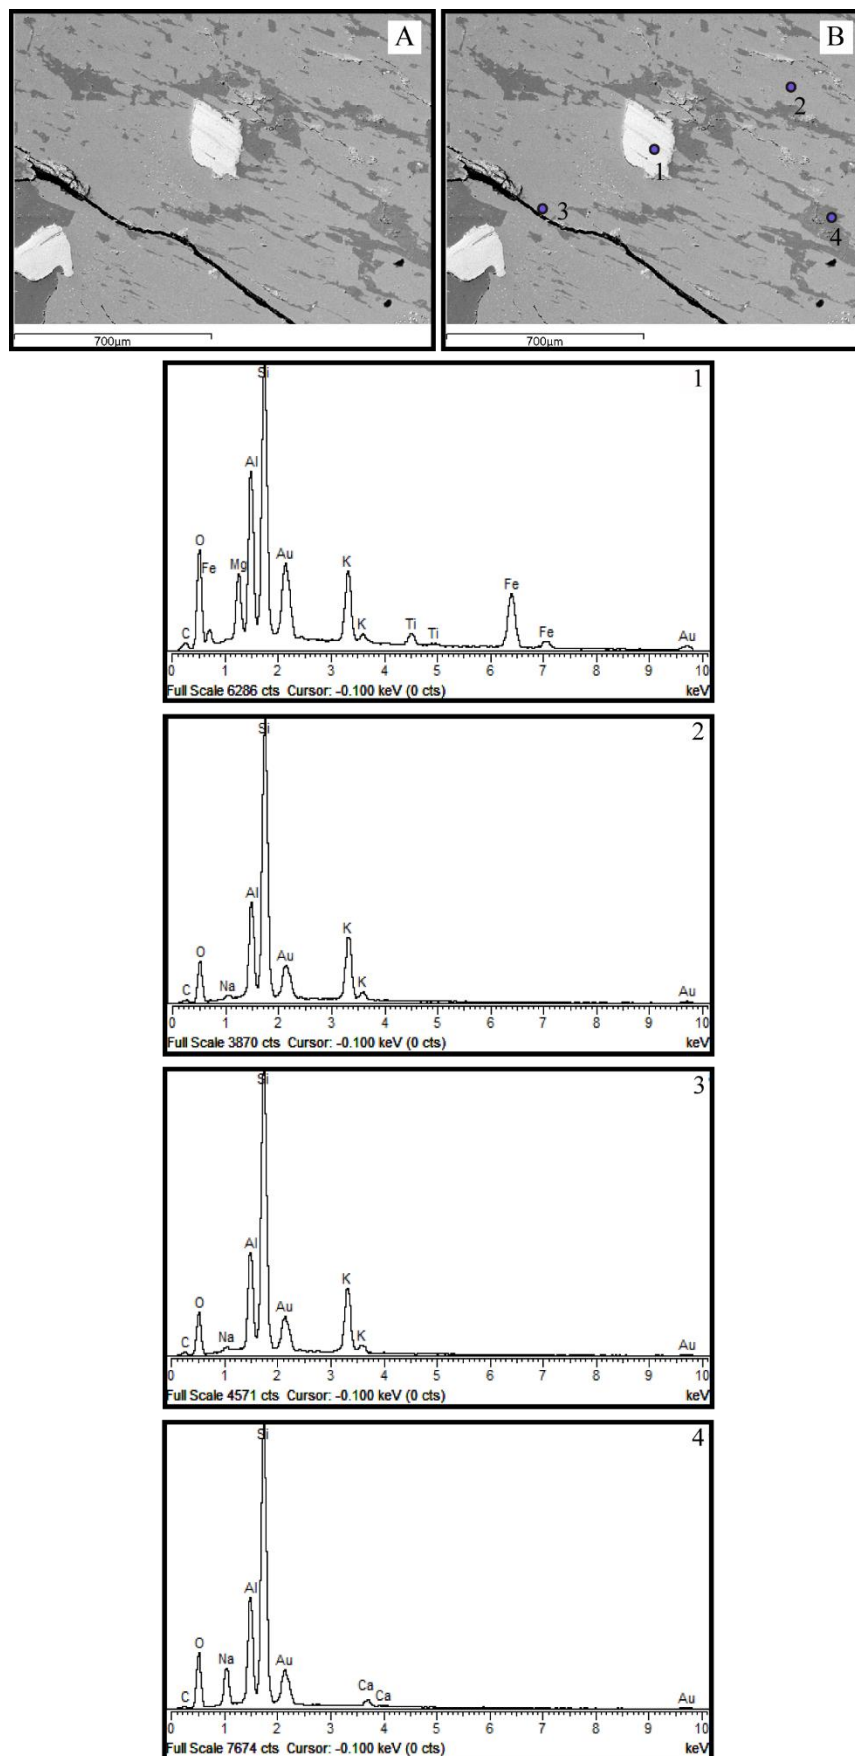 A
B
2
1
3
4
700µm
700µm
1
Si
Al
O
Fe
Mg
Au
K
Fe
K
Ti
Ti
Fe
C
Au
0 1 2 3 4 5 6 7 8 9 10
Full Scale 6286 cts Cursor: -0.100 keV (0 cts) keV
2
Si
Al
K
O
Au
C
Na
K
Au
0 1 2 3 4 5 6 7 8 9 10
Full Scale 3870 cts Cursor: -0.100 keV (0 cts) keV
3
Si
Al
K
O
Au
C
Na
K
Au
0 1 2 3 4 5 6 7 8 9 10
Full Scale 4571 cts Cursor: -0.100 keV (0 cts) keV
4
Si
Al
O
Na
Au
Ca
Ca
C
Au
0 1 2 3 4 5 6 7 8 9 10
Full Scale 7674 cts Cursor: -0.100 keV (0 cts) keV